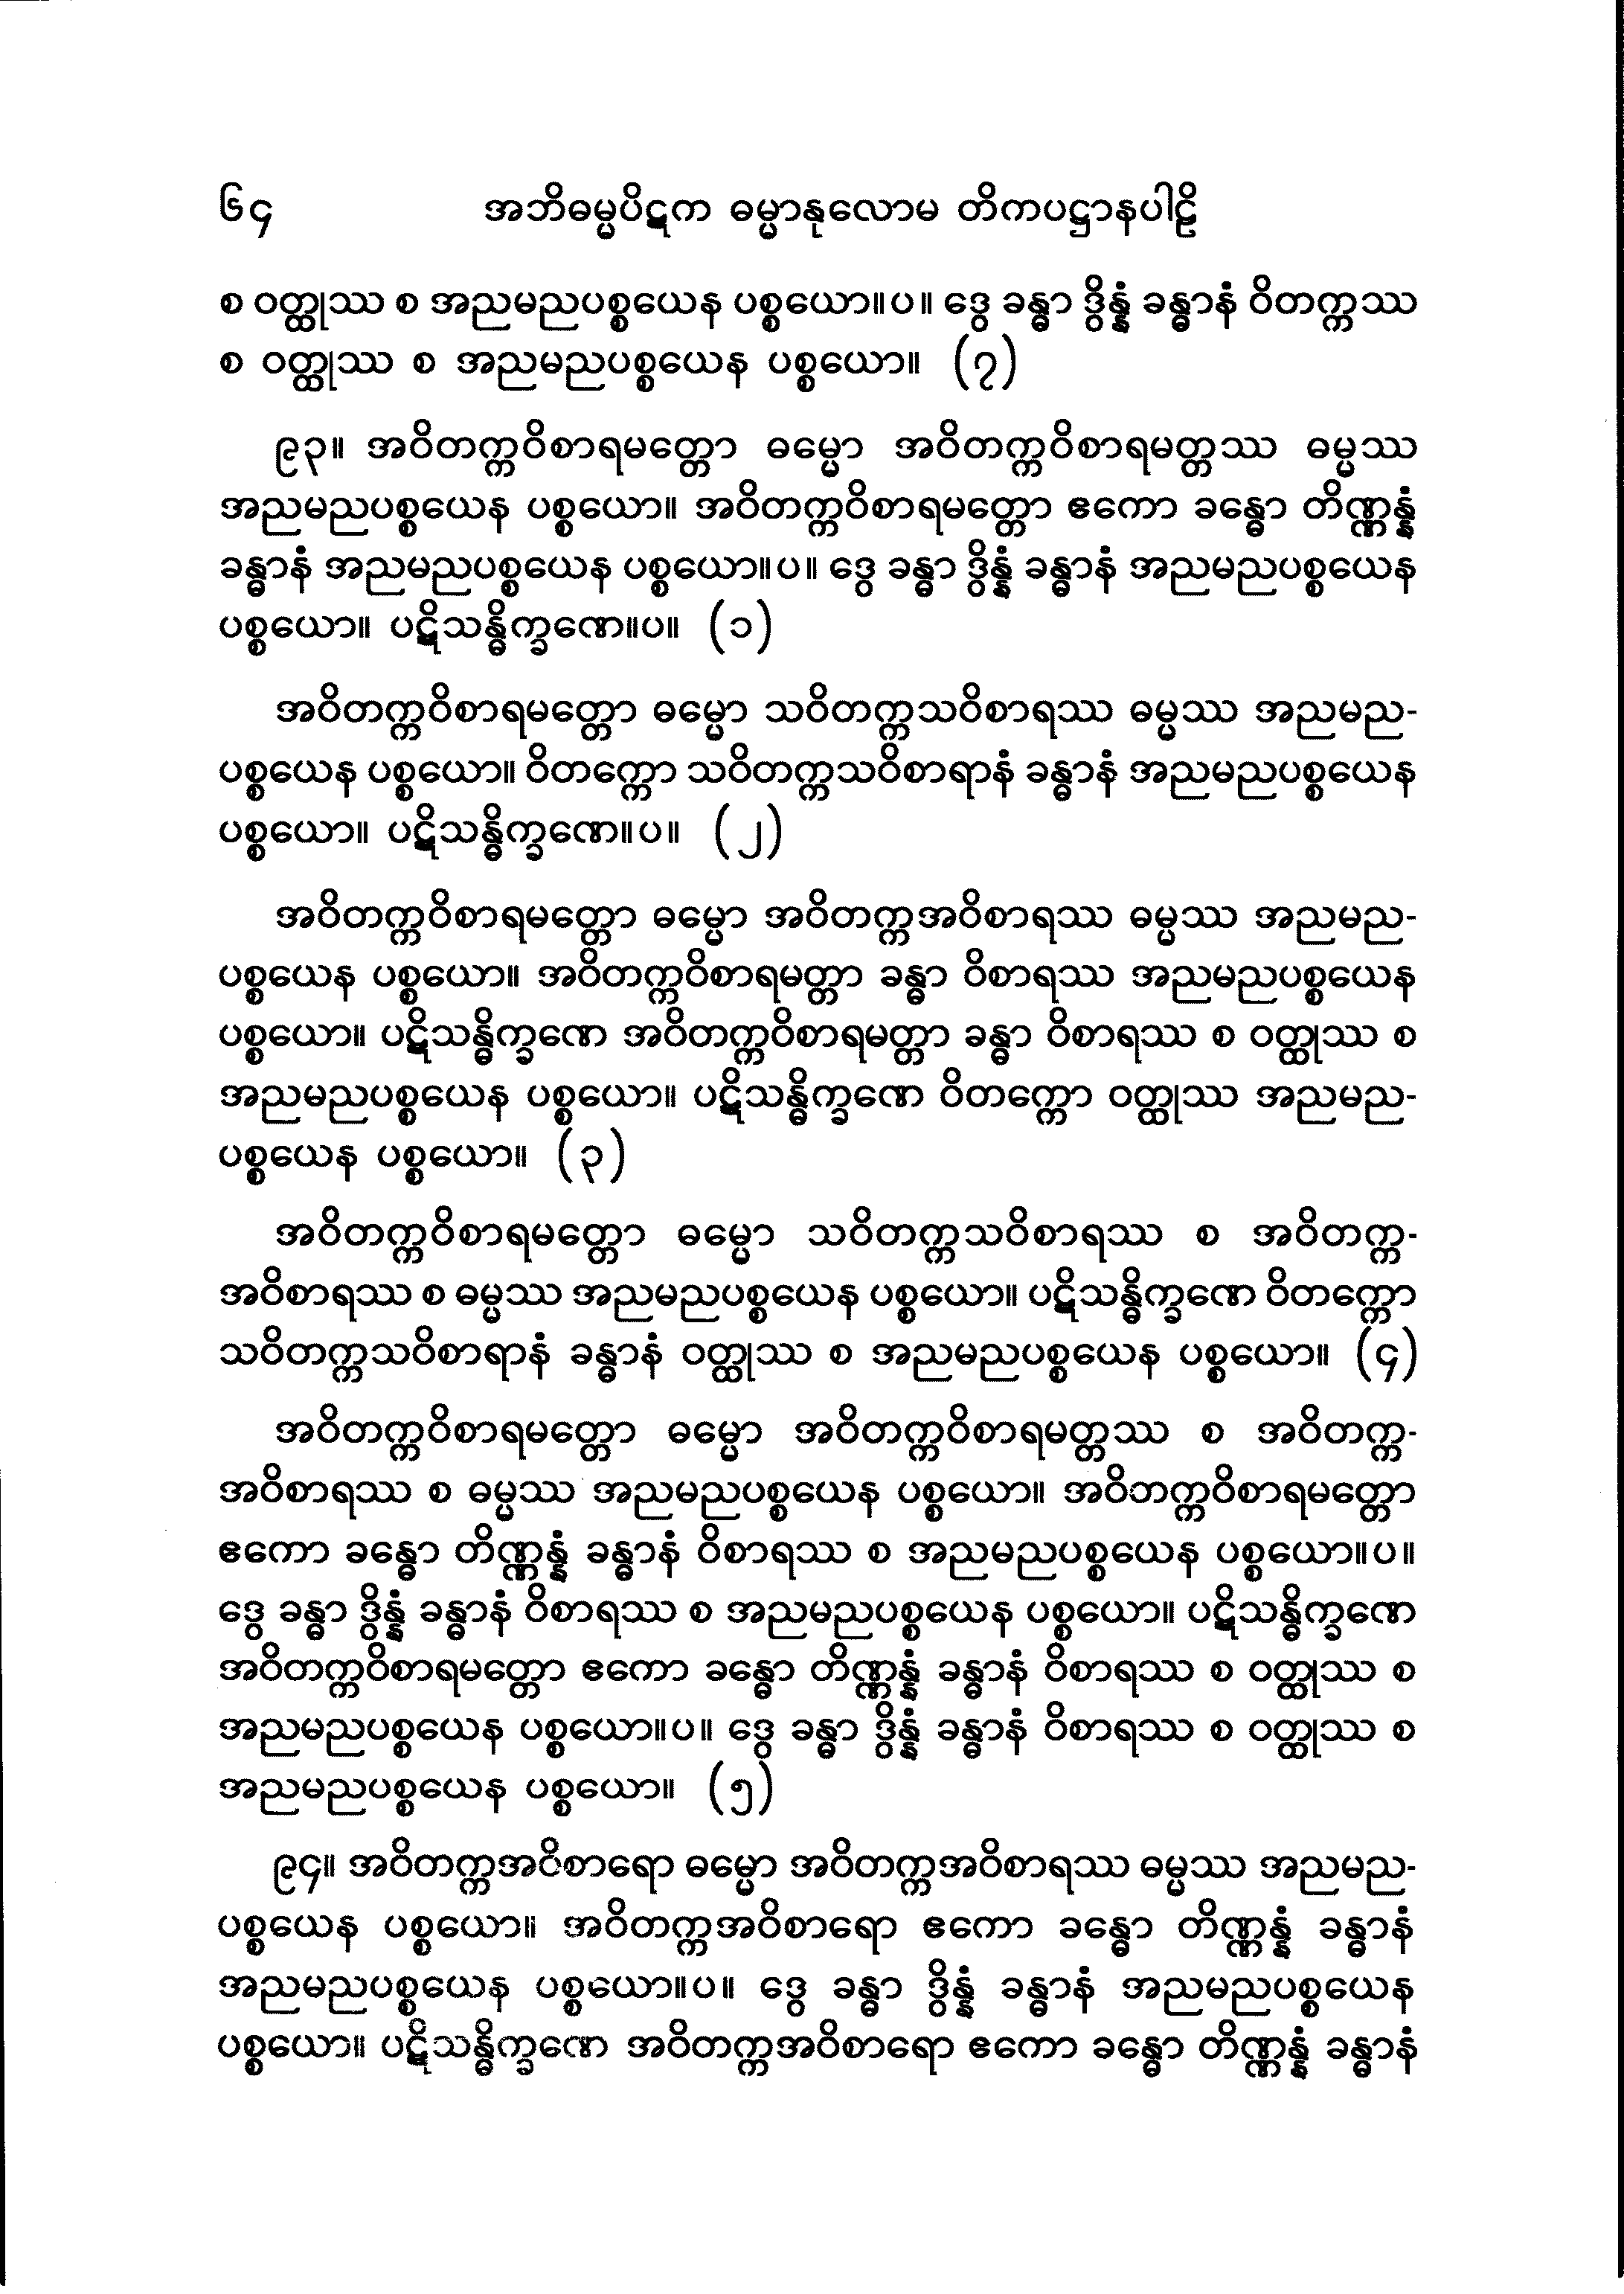 ၆၄ အဘိဓမ္မပိဋက ဓမ္မာနုလောမ တိကပဋ္ဌာနပါဠိ
စ ဝတ္ထုဿ စ အညမညပစ္စယေန ပစ္စယော။ပ။ ဒွေ ခန္ဓာ ဒွိန္နံ ခန္ဓာနံ ဝိတက္ကဿ
စ ဝတ္ထုဿ စ အညမညပစ္စယေန ပစ္စယော။ (၇)
၉၃။ အဝိတက္ကဝိစာရမတ္တော ဓမ္မော အဝိတက္ကဝိစာရမတ္တဿ ဓမ္မဿ
အညမညပစ္စယေန ပစ္စယော။ အဝိတက္ကဝိစာရမတ္တော ဧကော ခန္ဓော တိဏ္ဏန္နံ
ခန္ဓာနံ အညမညပစ္စယေန ပစ္စယော။ပ။ ဒွေ ခန္ဓာ ဒွိန္နံ ခန္ဓာနံ အညမညပစ္စယေန
ပစ္စယော။ ပဋိသန္ဓိက္ခဏေ။ပ။ (၁)
အဝိတက္ကဝိစာရမတ္တော ဓမ္မော သဝိတက္ကသဝိစာရဿ ဓမ္မဿ အညမည-
ပစ္စယေန ပစ္စယော။ ဝိတက္ကော သဝိတက္ကသဝိစာရာနံ ခန္ဓာနံ အညမညပစ္စယေန
ပစ္စယော။ ပဋိသန္ဓိက္ခဏေ။ပ။ (၂)
အဝိတက္ကဝိစာရမတ္တော ဓမ္မော အဝိတက္ကအဝိစာရဿ ဓမ္မဿ အညမည-
ပစ္စယေန ပစ္စယော။ အဝိတက္ကဝိစာရမတ္တာ ခန္ဓာ ဝိစာရဿ အညမညပစ္စယေန
ပစ္စယော။ ပဋိသန္ဓိက္ခဏေ အဝိတက္ကဝိစာရမတ္တာ ခန္ဓာ ဝိစာရဿ စ ဝတ္ထုဿ စ
အညမညပစ္စယေန ပစ္စယော။ ပဋိသန္ဓိက္ခဏေ ဝိတက္ကော ဝတ္ထုဿ အညမည-
ပစ္စယေန ပစ္စယော။ (၃)
အဝိတက္ကဝိစာရမတ္တော ဓမ္မော သဝိတက္ကသဝိစာရဿ စ အဝိတက္က-
အဝိစာရဿ စ ဓမ္မဿ အညမညပစ္စယေန ပစ္စယော။ ပဋိသန္ဓိက္ခဏေ ဝိတက္ကော
သဝိတက္ကသဝိစာရာနံ ခန္ဓာနံ ဝတ္ထုဿ စ အညမညပစ္စယေန ပစ္စယော။ (၄)
အဝိတက္ကဝိစာရမတ္တော ဓမ္မော အဝိတက္ကဝိစာရမတ္တဿ စ အဝိတက္က-
အဝိစာရဿ စ ဓမ္မဿ အညမညပစ္စယေန ပစ္စယော။ အဝိဘက္ကဝိစာရမတ္တော
ဧကော ခန္ဓော တိဏ္ဏန္နံ ခန္ဓာနံ ဝိစာရဿ စ အညမညပစ္စယေန ပစ္စယော။ပ။
ဒွေ ခန္ဓာ ဒွိန္နံ ခန္ဓာနံ ဝိစာရဿ စ အညမညပစ္စယေန ပစ္စယော။ ပဋိသန္ဓိက္ခဏေ
အဝိတက္ကဝိစာရမတ္တော ဧကော ခန္ဓော တိဏ္ဏန္နံ ခန္ဓာနံ ဝိစာရဿ စ ဝတ္ထုဿ စ
အညမညပစ္စယေန ပစ္စယော။ပ။ ဒွေ ခန္ဓာ ဒွိန္နံ ခန္ဓာနံ ဝိစာရဿ စ ဝတ္ထုဿ စ
အညမညပစ္စယေန ပစ္စယော။ (၅)
၉၄။ အဝိတက္ကအဝိစာရော ဓမ္မော အဝိတက္ကအဝိစာရဿ ဓမ္မဿ အညမည-
ပစ္စယေန ပစ္စယော။ အဝိတက္ကအဝိစာရော ဧကော ခန္ဓော တိဏ္ဏန္နံ ခန္ဓာနံ
အညမညပစ္စယေန ပစ္စယော။ပ။ ဒွေ ခန္ဓာ ဒွိန္နံ ခန္ဓာနံ အညမညပစ္စယေန
ပစ္စယော။ ပဋိသန္ဓိက္ခဏေ အဝိတက္ကအဝိစာရော ဧကော ခန္ဓော တိဏ္ဏန္နံ ခန္ဓာနံ